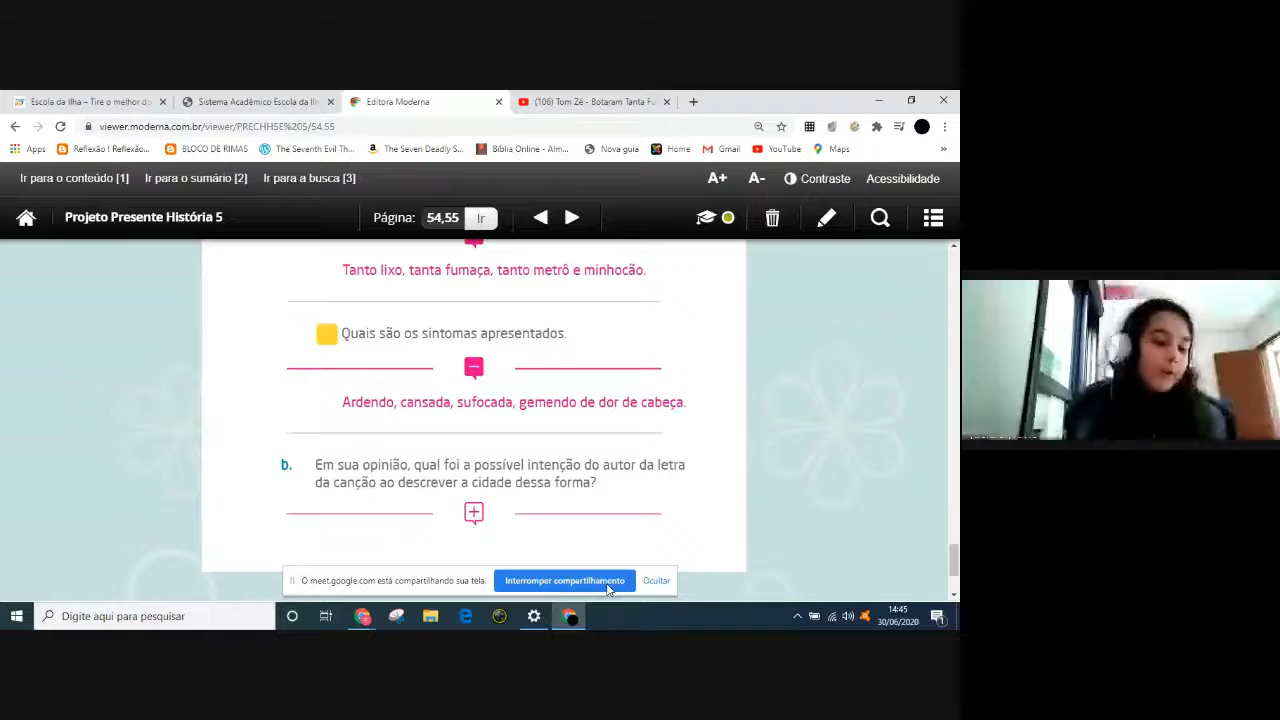 Escola da Ilha – Tire o melhor do
Sistema Acadêmico Escola da Ilha
Editora Moderna
(106) Tom Zé - Botaram Tanta Fu
viewer.moderna.com.br/viewer/PRECHHSE%205/54.55
Apps
Reflexão ! Reflexão...
BLOCO DE RIMAS
The Seventh Evil Th...
The Seven Deadly S...
Bíblia Online - Alm...
Nova guia
Home
Gmail
YouTube
Maps
»
Ir para o conteúdo [1]
Ir para o sumário [2]
Ir para a busca [3]
A+
A-
Contraste
Acessibilidade
Projeto Presente História 5
Página:
54,55
Ir
Tanto lixo, tanta fumaça, tanto metrô e minhocão.
Quais são os sintomas apresentados.
Ardendo, cansada, sufocada, gemendo de dor de cabeça.
b. Em sua opinião, qual foi a possível intenção do autor da letra
da canção ao descrever a cidade dessa forma?
O meet.google.com está compartilhando sua tela.
Interromper compartilhamento
Ocultar
Digite aqui para pesquisar
14:45
30/06/2020
1